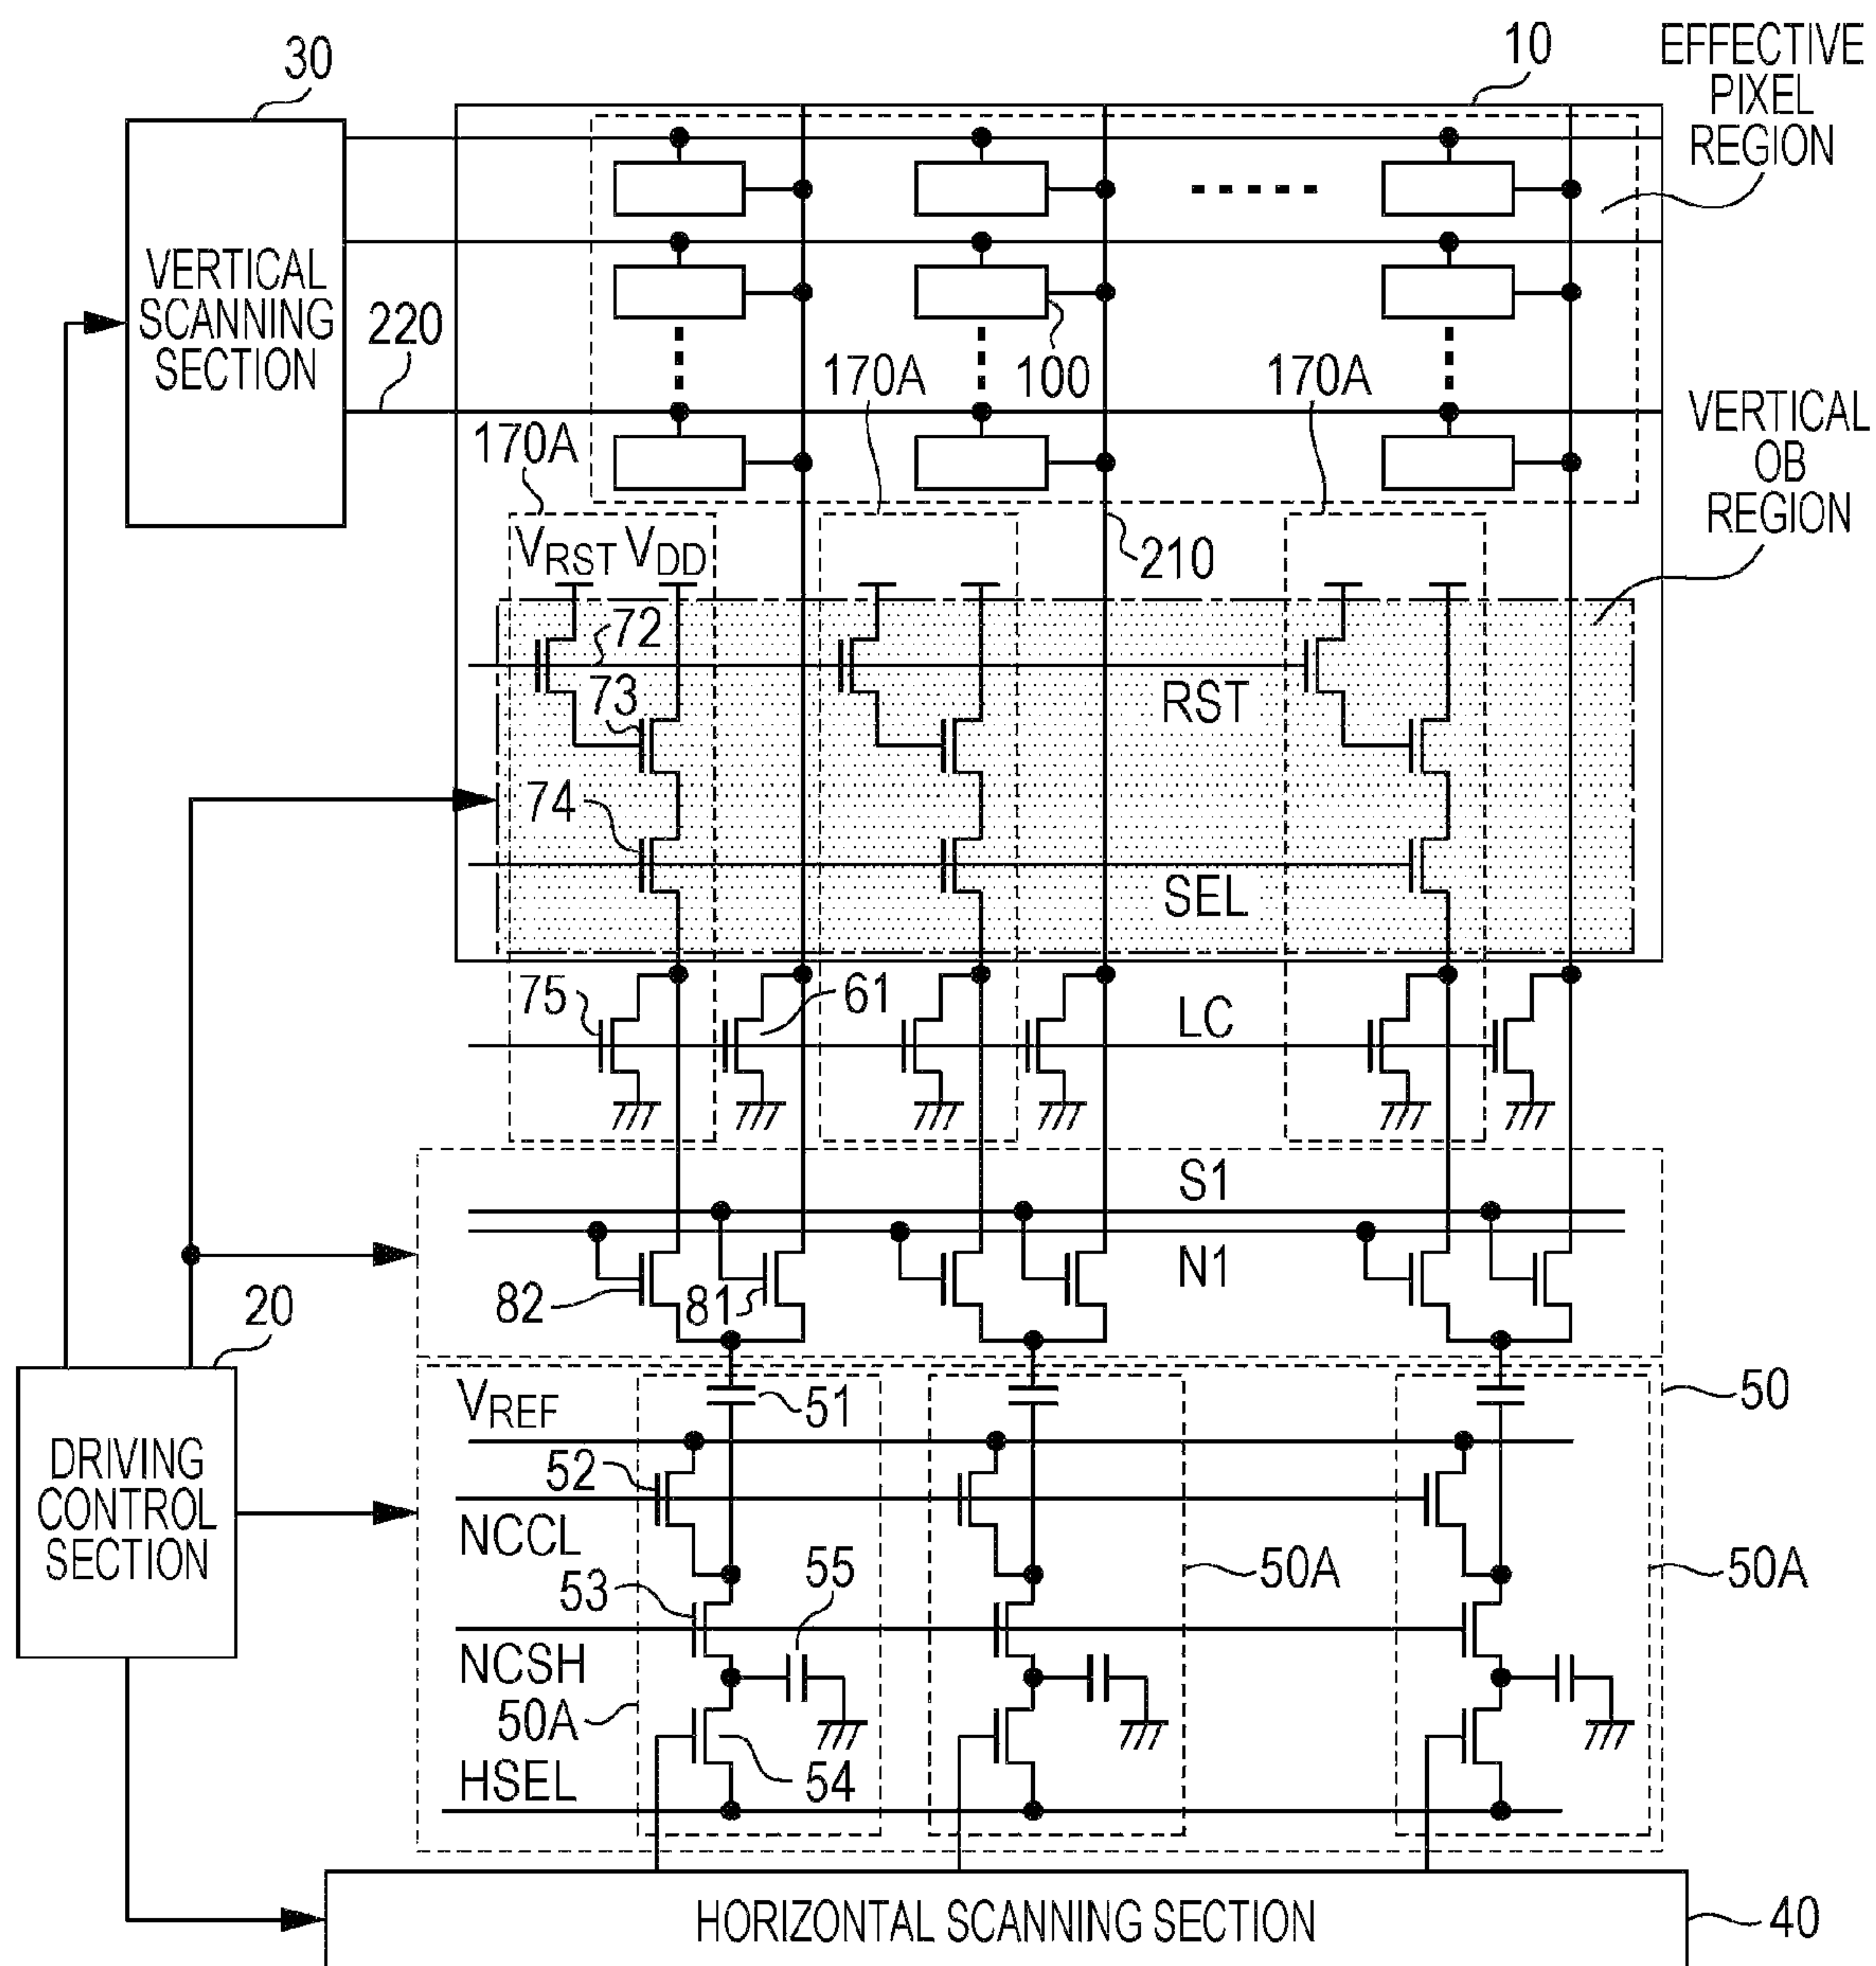 30
10
EFFECTIVE
PIXEL
REGION
VERTICAL
SCANNING
SECTION
220
170A
170A
100
170A
VERTICAL
OB
REGION
VRST
VDD
210
72
73
RST
74
SEL
75
61
LC
S1
N1
82
81
20
DRIVING
CONTROL
SECTION
VREF
51
50
52
NCCL
53
55
50A
50A
NCSH
50A
54
HSEL
HORIZONTAL SCANNING SECTION
40